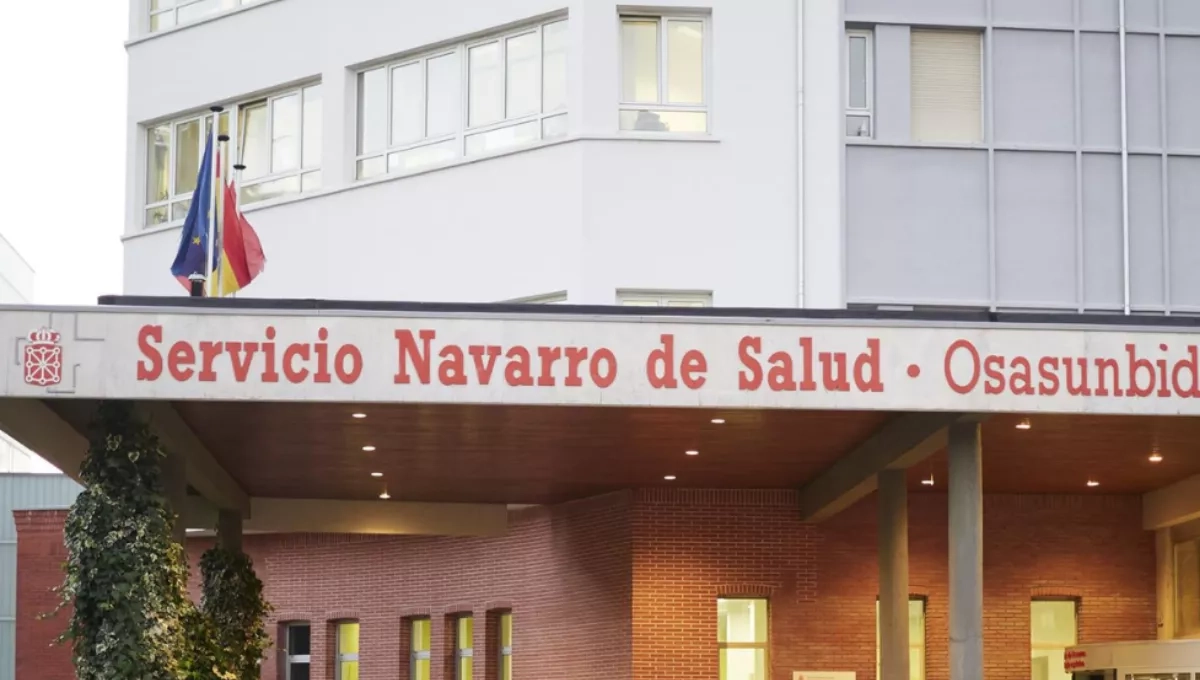 Servicio Navarro de Salud • Osasunbid